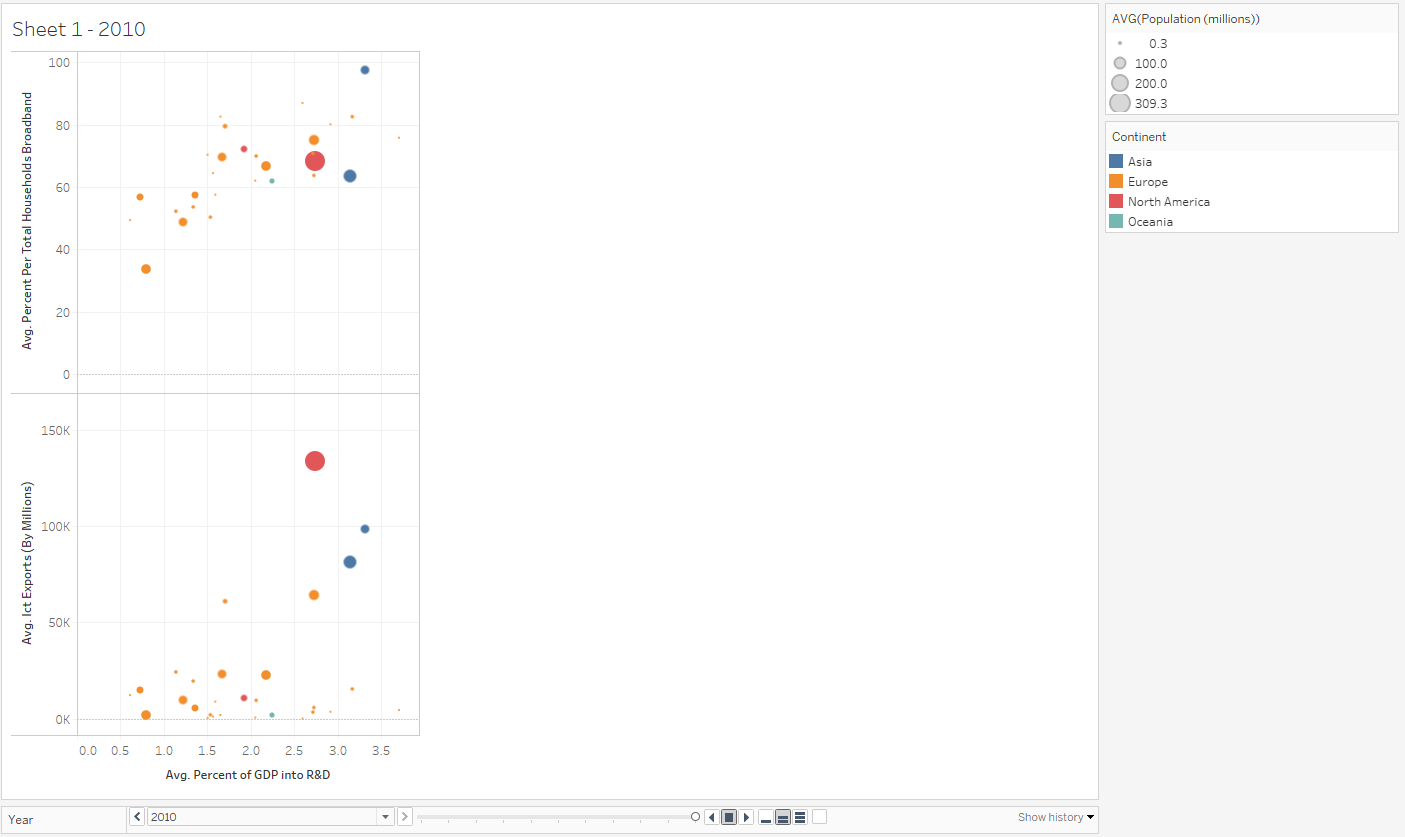 Sheet 1 - 2010
100
80
60
40
20
0
Avg. Percent Per Total Households Broadband
150K
100K
50K
0K
Avg. Ict Exports (By Millions)
0.0 0.5 1.0 1.5 2.0 2.5 3.0 3.5
Avg. Percent of GDP into R&D
AVG(Population (millions))
0.3
100.0
200.0
309.3
Continent
Asia
Europe
North America
Oceania
Year
2010
Show history